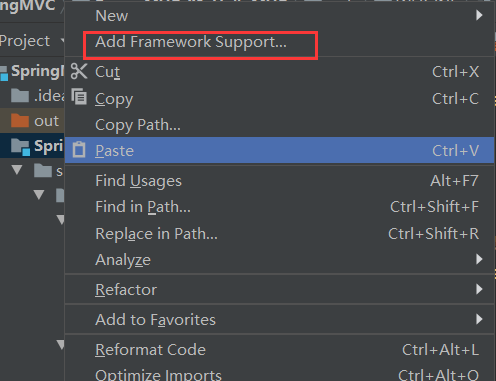 ngMVC
New
Project
Add Framework Support...
SpringM
Cut Ctrl+X
.idea
Copy Ctrl+C
out
Copy Path...
Spri
Paste Ctrl+V
s
Find Usages Alt+F7
Find in Path... Ctrl+Shift+F
Replace in Path... Ctrl+Shift+R
Analyze
Refactor
Add to Favorites
Reformat Code Ctrl+Alt+L
Optimize Imports Ctrl+Alt+O